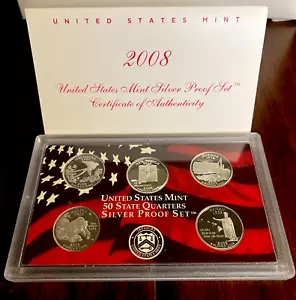 UNITED STATES MINT
2008
United States Mint Silver Proof Set™
Certificate of Authenticity
UNITED STATES MINT
50 STATE QUARTERS
SILVER PROOF SET™